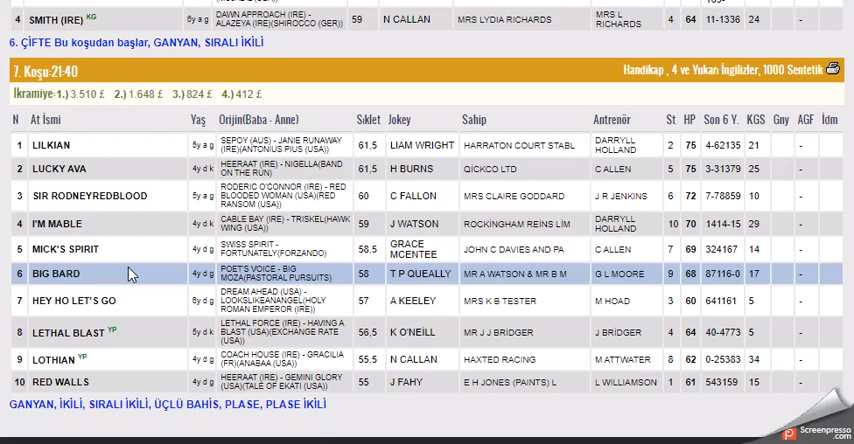 4 SMITH (IRE) KG 6y a g DAWN APPROACH (IRE) - ALAZEYA (IRE)(SHIROCCO (GER)) 59 N CALLAN MRS LYDIA RICHARDS MRS L RICHARDS 4 64 11-1336 24
6. ÇİFTE Bu koşudan başlar, GANYAN, SIRALI İKİLİ
7. Koşu:21:40 Handikap , 4 ve Yukarı İngilizler, 1000 Sentetik
İkramiye: 1.) 3.510 £ 2.) 1.648 £ 3.) 824 £ 4.) 412 £
N At İsmi Yaş Orijin(Baba - Anne) Sıklet Jokey Sahip Antrenör St HP Son 6 Y. KGS Gny AGF İdm
1 LILKIAN 5y a g SEPOY (AUS) - JANIE RUNAWAY (IRE)(ANTONIUS PIUS (USA)) 61,5 LIAM WRIGHT HARRATON COURT STABL DARRYLL HOLLAND 2 75 4-62135 21 -
2 LUCKY AVA 4y d k HEERAAT (IRE) - NIGELLA(BAND ON THE RUN) 61,5 H BURNS QİCKCO LTD C ALLEN 5 75 3-31379 25 -
3 SIR RODNEYREDBLOOD 5y a g RODERIC O'CONNOR (IRE) - RED BLOODED WOMAN (USA)(RED RANSOM (USA)) 60 C FALLON MRS CLAIRE GODDARD J R JENKINS 6 72 7-78859 10 -
4 I'M MABLE 4y d k CABLE BAY (IRE) - TRISKEL(HAWK WING (USA)) 59 J WATSON ROCKİNGHAM REİNS LİM DARRYLL HOLLAND 10 70 1414-15 29 -
5 MICK'S SPIRIT 4y d g SWISS SPIRIT - FORTUNATELY(FORZANDO) 58,5 GRACE MCENTEE JOHN C DAVIES AND PA C ALLEN 7 69 324167 14 -
6 BIG BARD 4y d g POET'S VOICE - BIG MOZA(PASTORAL PURSUITS) 58 T P QUEALLY MR A WATSON & MR B M G L MOORE 9 68 87116-0 17 -
7 HEY HO LET'S GO 6y d g DREAM AHEAD (USA) - LOOKSLIKEANANGEL(HOLY ROMAN EMPEROR (IRE)) 57 A KEELEY MRS K B TESTER M HOAD 3 60 641161 5 -
8 LETHAL BLAST YP 5y d k LETHAL FORCE (IRE) - HAVING A BLAST (USA)(EXCHANGE RATE (USA)) 56,5 K O'NEİLL MR J J BRİDGER J BRİDGER 4 64 40-4773 5 -
9 LOTHIAN YP 4y d g COACH HOUSE (IRE) - GRACILIA (FR)(ANABAA (USA)) 55,5 N CALLAN HAXTED RACING M ATTWATER 8 62 0-25383 34 -
10 RED WALLS 4y d g HEERAAT (IRE) - GEMINI GLORY (USA)(TALE OF EKATI (USA)) 55 J FAHY E H JONES (PAINTS) L L WILLIAMSON 1 61 543159 15 -
GANYAN, İKİLİ, SIRALI İKİLİ, ÜÇLÜ BAHİS, PLASE, PLASE İKİLİ
Screenpresso
.com